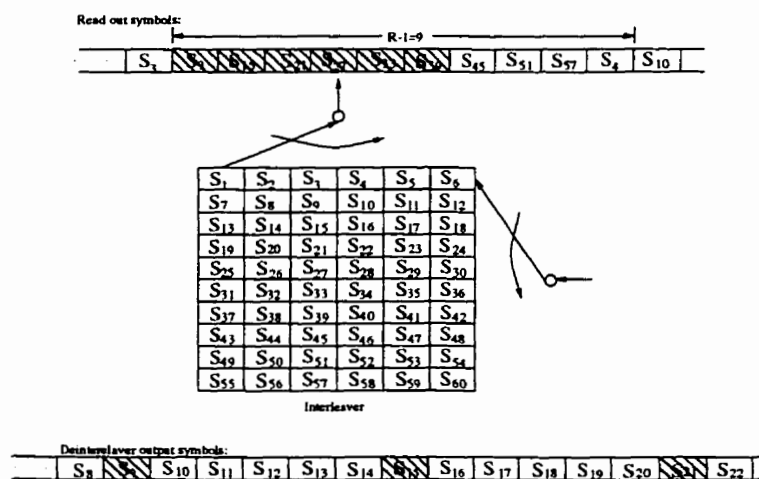 Read out symbols:
R-1=9
S3 S45 S51 S57 S4 S10
S1 S2 S3 S4 S5 S6
S7 S8 S9 S10 S11 S12
S13 S14 S15 S16 S17 S18
S19 S20 S21 S22 S23 S24
S25 S26 S27 S28 S29 S30
S31 S32 S33 S34 S35 S36
S37 S38 S39 S40 S41 S42
S43 S44 S45 S46 S47 S48
S49 S50 S51 S52 S53 S54
S55 S56 S57 S58 S59 S60
Interleaver
Deinterelaver output symbols:
S8 S10 S11 S12 S13 S14 S15 S16 S17 S18 S19 S20 S21 S22